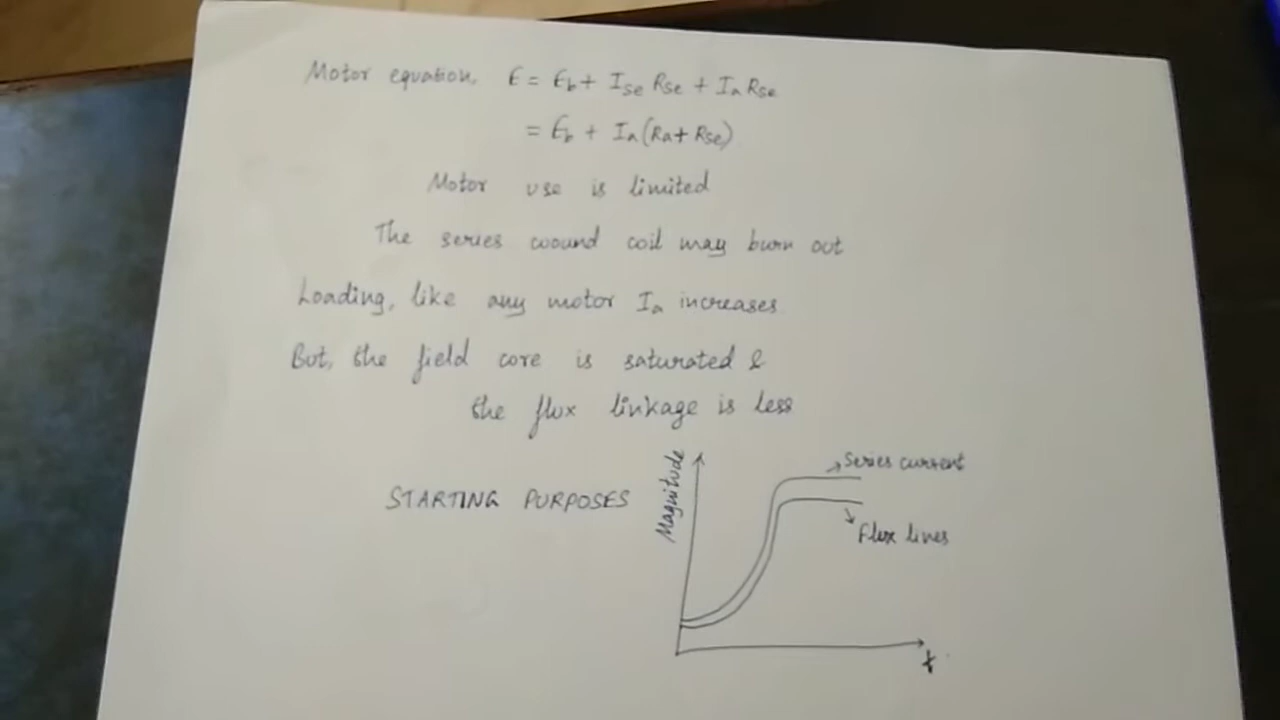 Motor equation, E = Eb + Ise Rse + Ia Rse
= Eb + Ia(Ra+ Rse)
Motor use is limited
The series wound coil may burn out
Loading, like any motor Ia increases
But, the field core is saturated &
the flux linkage is less
STARTING PURPOSES
Magnitude
Series current
Flux lines
t